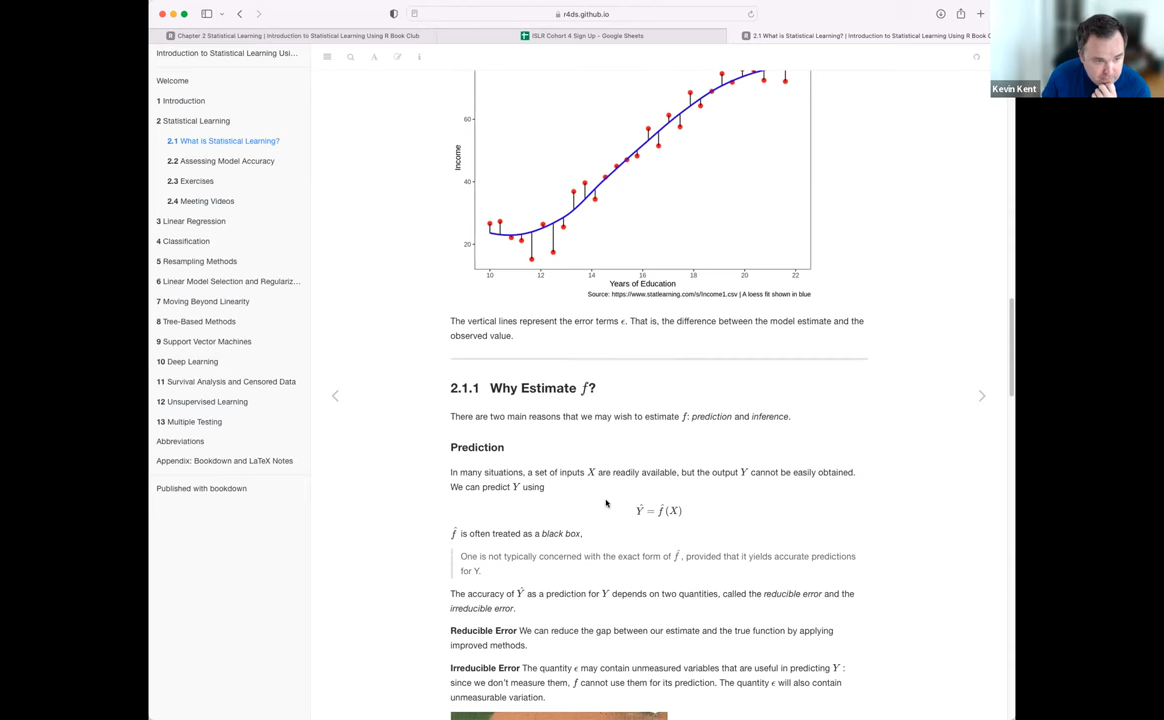 r4ds.github.io
Chapter 2 Statistical Learning | Introduction to Statistical Learning Using R Book Club
ISLR Cohort 4 Sign Up - Google Sheets
2.1 What is Statistical Learning? | Introduction to Statistical Learning Using R Book C
Kevin Kent
Introduction to Statistical Learning Usi...
Welcome
1 Introduction
2 Statistical Learning
2.1 What is Statistical Learning?
2.2 Assessing Model Accuracy
2.3 Exercises
2.4 Meeting Videos
3 Linear Regression
4 Classification
5 Resampling Methods
6 Linear Model Selection and Regulariz...
7 Moving Beyond Linearity
8 Tree-Based Methods
9 Support Vector Machines
10 Deep Learning
11 Survival Analysis and Censored Data
12 Unsupervised Learning
13 Multiple Testing
Abbreviations
Appendix: Bookdown and LaTeX Notes
Published with bookdown
60
40
20
Income
10 12 14 16 18 20 22
Years of Education
Source: https://www.statlearning.com/s/Income1.csv | A loess fit shown in blue
The vertical lines represent the error terms ϵ. That is, the difference between the model estimate and the
observed value.
2.1.1 Why Estimate f?
There are two main reasons that we may wish to estimate f: prediction and inference.
Prediction
In many situations, a set of inputs X are readily available, but the output Y cannot be easily obtained.
We can predict Y using
Ŷ = f̂(X)
f̂ is often treated as a black box,
One is not typically concerned with the exact form of f̂, provided that it yields accurate predictions
for Y.
The accuracy of Ŷ as a prediction for Y depends on two quantities, called the reducible error and the
irreducible error.
Reducible Error We can reduce the gap between our estimate and the true function by applying
improved methods.
Irreducible Error The quantity ϵ may contain unmeasured variables that are useful in predicting Y :
since we don't measure them, f cannot use them for its prediction. The quantity ϵ will also contain
unmeasurable variation.